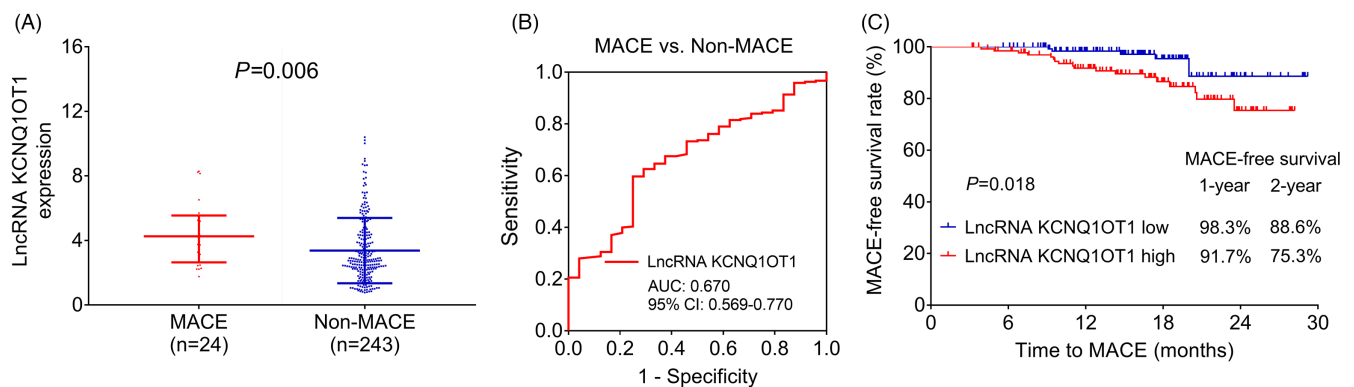 (A)
LncRNA KCNQ1OT1
expression
16
12
8
4
0
P=0.006
MACE
(n=24)
Non-MACE
(n=243)
(B)
MACE vs. Non-MACE
Sensitivity
1.0
0.8
0.6
0.4
0.2
0.0
LncRNA KCNQ1OT1
AUC: 0.670
95% CI: 0.569-0.770
0.0 0.2 0.4 0.6 0.8 1.0
1 - Specificity
(C)
MACE-free survival rate (%)
100
80
60
40
20
0
MACE-free survival
P=0.018 1-year 2-year
LncRNA KCNQ1OT1 low 98.3% 88.6%
LncRNA KCNQ1OT1 high 91.7% 75.3%
0 6 12 18 24 30
Time to MACE (months)